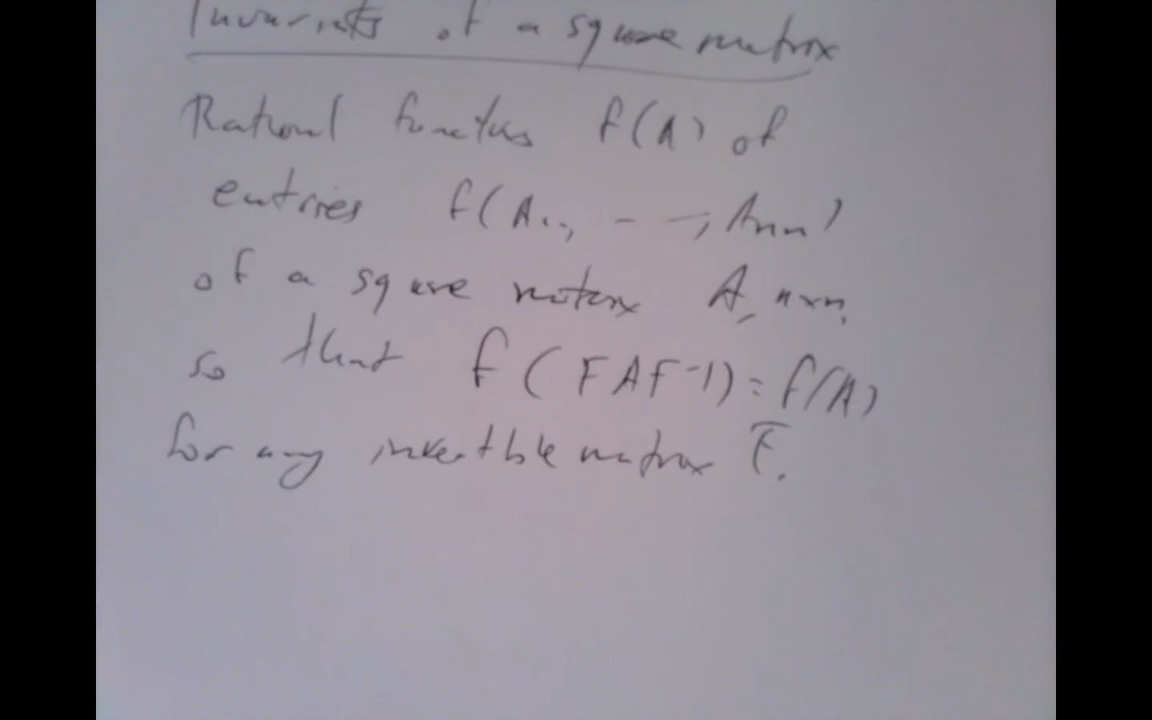 Invariants of a square matrix
Rational functions f(A) of
entries f(A11, - -, Ann)
of a square matrix A, nxn,
so that f(FAF^-1) = f(A)
for any invertible matrix F.